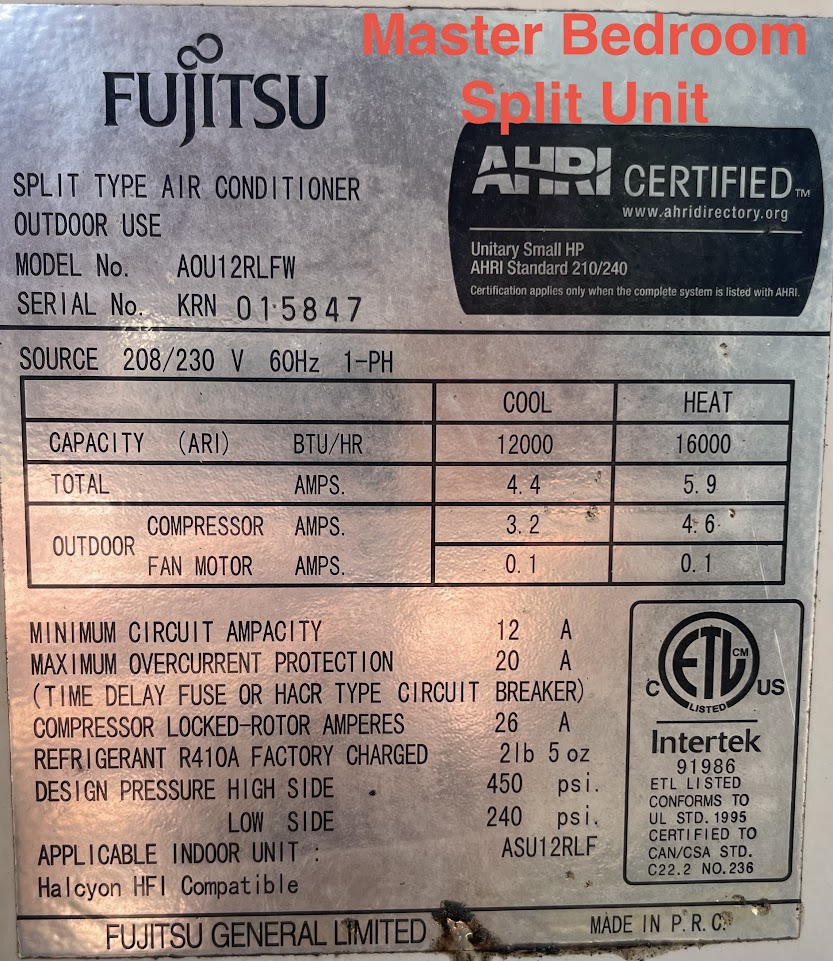 Master Bedroom
Split Unit
FUJITSU
AHRI CERTIFIED™
www.ahridirectory.org
Unitary Small HP
AHRI Standard 210/240
Certification applies only when the complete system is listed with AHRI.
SPLIT TYPE AIR CONDITIONER
OUTDOOR USE
MODEL No. AOU12RLFW
SERIAL No. KRN 015847
SOURCE 208/230 V 60Hz 1-PH
COOL HEAT
CAPACITY (ARI) BTU/HR 12000 16000
TOTAL AMPS. 4.4 5.9
OUTDOOR COMPRESSOR AMPS. 3.2 4.6
FAN MOTOR AMPS. 0.1 0.1
MINIMUM CIRCUIT AMPACITY 12 A
MAXIMUM OVERCURRENT PROTECTION 20 A
(TIME DELAY FUSE OR HACR TYPE CIRCUIT BREAKER)
COMPRESSOR LOCKED-ROTOR AMPERES 26 A
REFRIGERANT R410A FACTORY CHARGED 2lb 5 oz
DESIGN PRESSURE HIGH SIDE 450 psi.
LOW SIDE 240 psi.
APPLICABLE INDOOR UNIT : ASU12RLF
Halcyon HFI Compatible
C ETL CM US
LISTED
Intertek
91986
ETL LISTED
CONFORMS TO
UL STD. 1995
CERTIFIED TO
CAN/CSA STD.
C22.2 NO.236
FUJITSU GENERAL LIMITED MADE IN P.R.C.